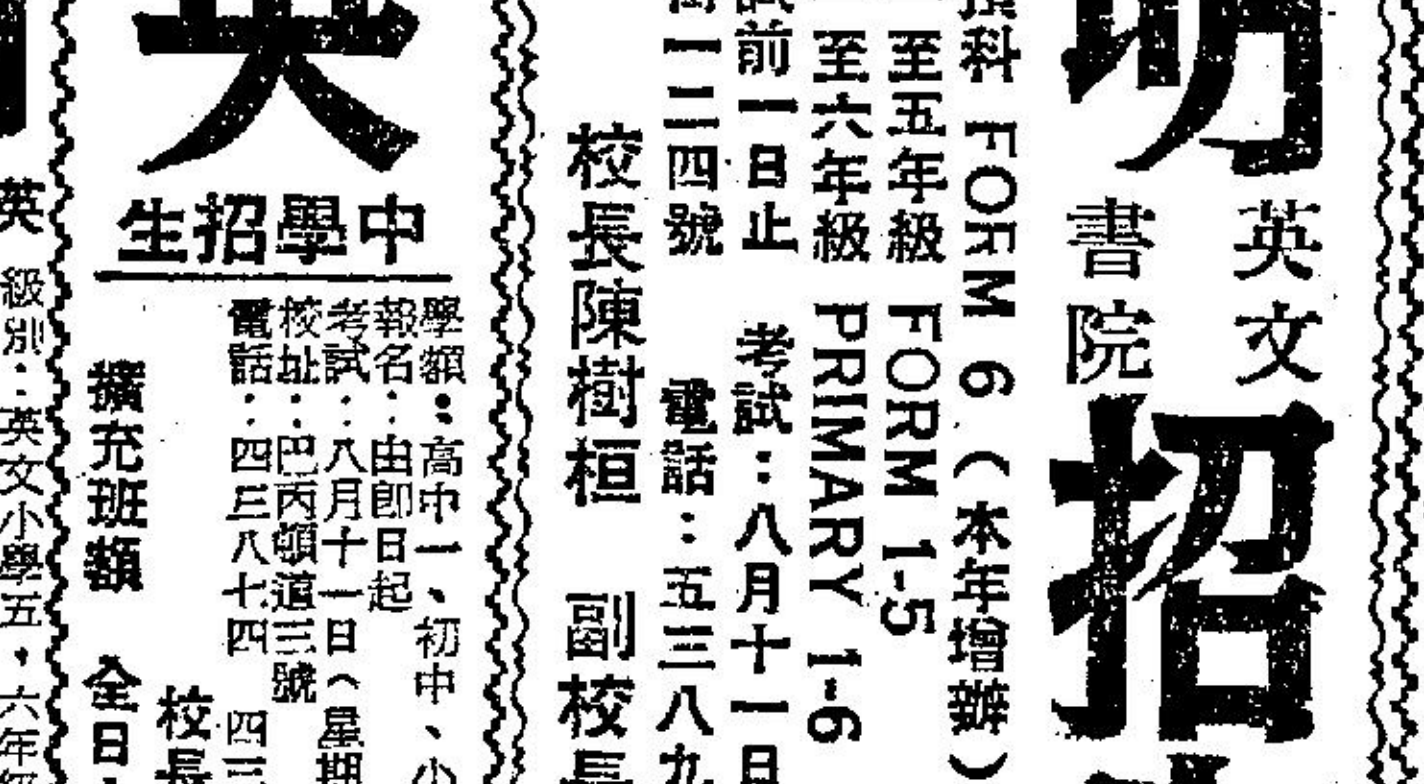 英文
書院
招
預科 FORM 6（本年增辦）
至五年級 FORM 1-5
至六年級 PRIMARY 1-6
試前一日止 考試：八月十一日
街一二四號 電話：五三八九
校長陳樹桓 副校長
英
中學招生
學額：高中一、初中、小
報名：由即日起
考試：八月十一日（星期
校址：巴丙頓道三號
電話：四三八七四 四三
校長
擴充班額 全日
英 級別：英文小學五，六年級